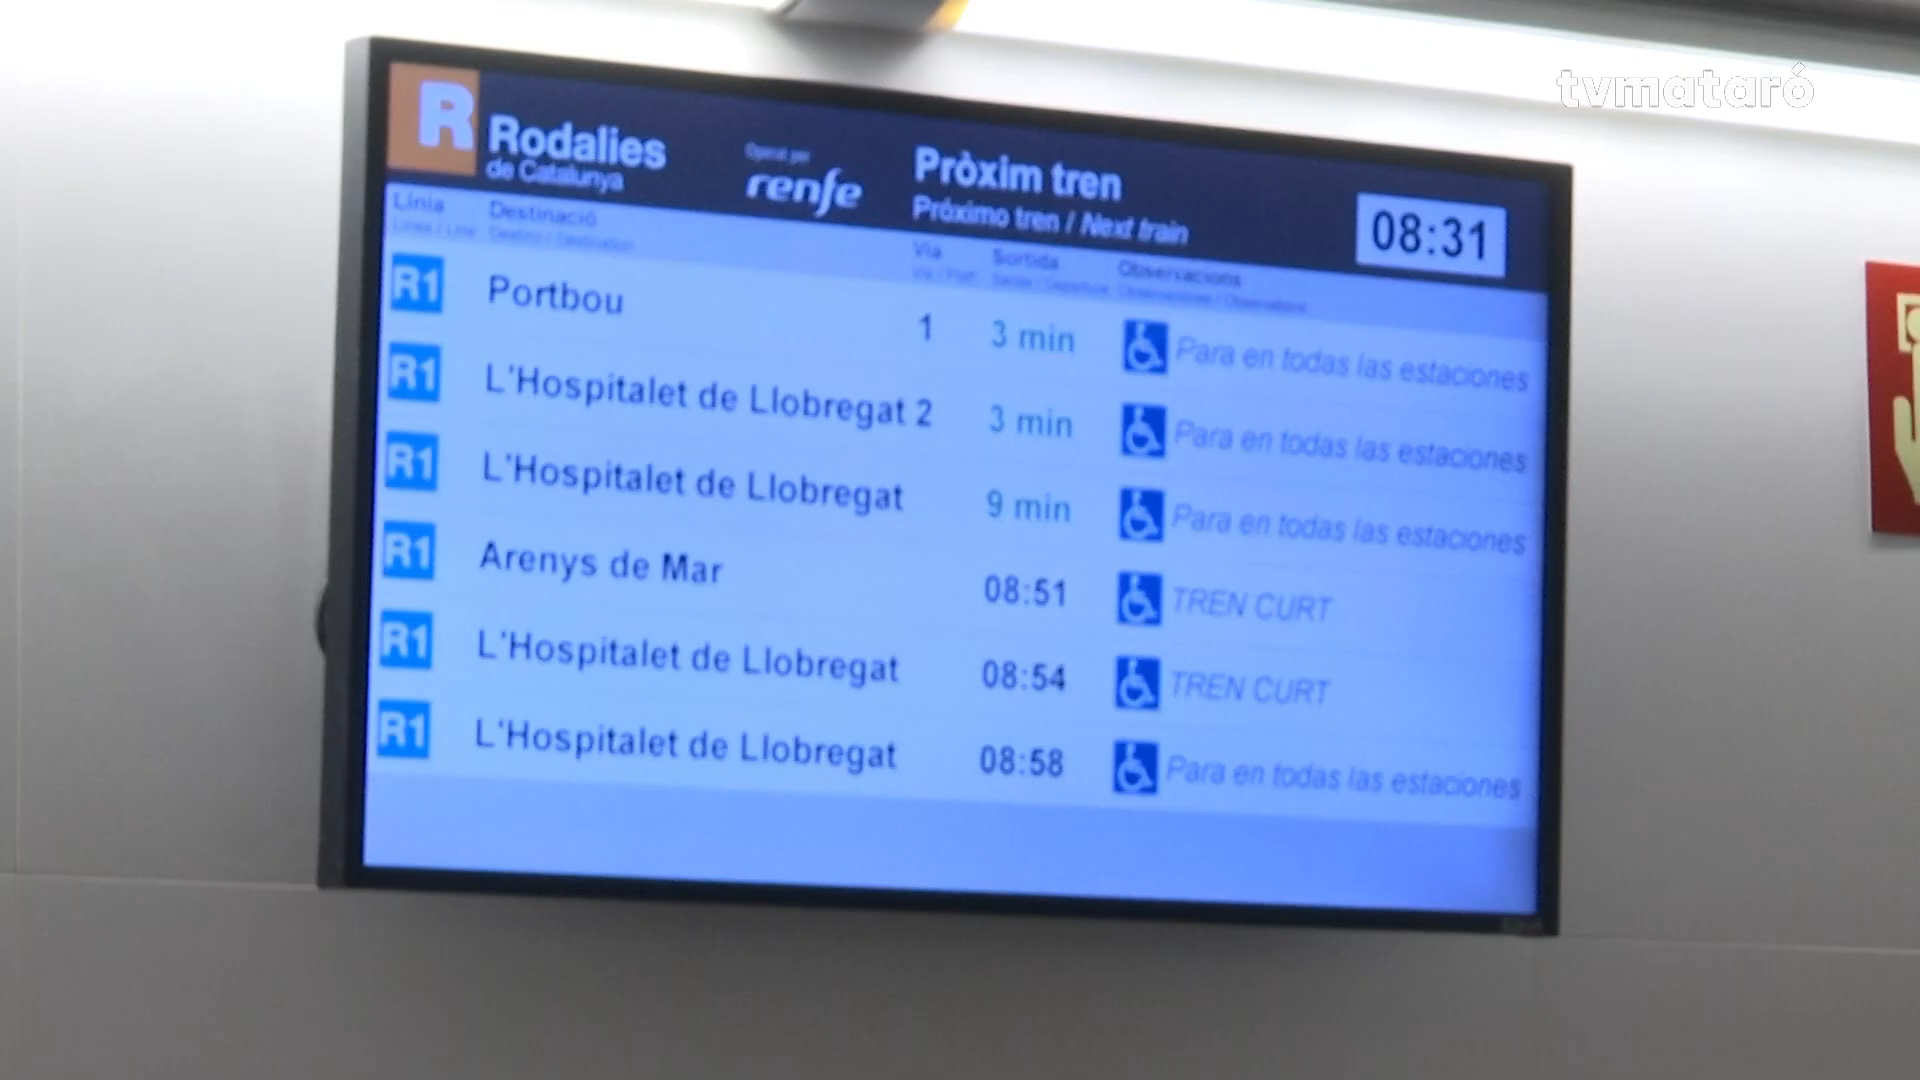 tvmataró
R Rodalies
de Catalunya
Operat per
renfe
Pròxim tren
Próximo tren / Next train
08:31
Línia Destinació Via Sortida Observacions
R1 Portbou 1 3 min Para en todas las estaciones
R1 L'Hospitalet de Llobregat 2 3 min Para en todas las estaciones
R1 L'Hospitalet de Llobregat 9 min Para en todas las estaciones
R1 Arenys de Mar 08:51 TREN CURT
R1 L'Hospitalet de Llobregat 08:54 TREN CURT
R1 L'Hospitalet de Llobregat 08:58 Para en todas las estaciones